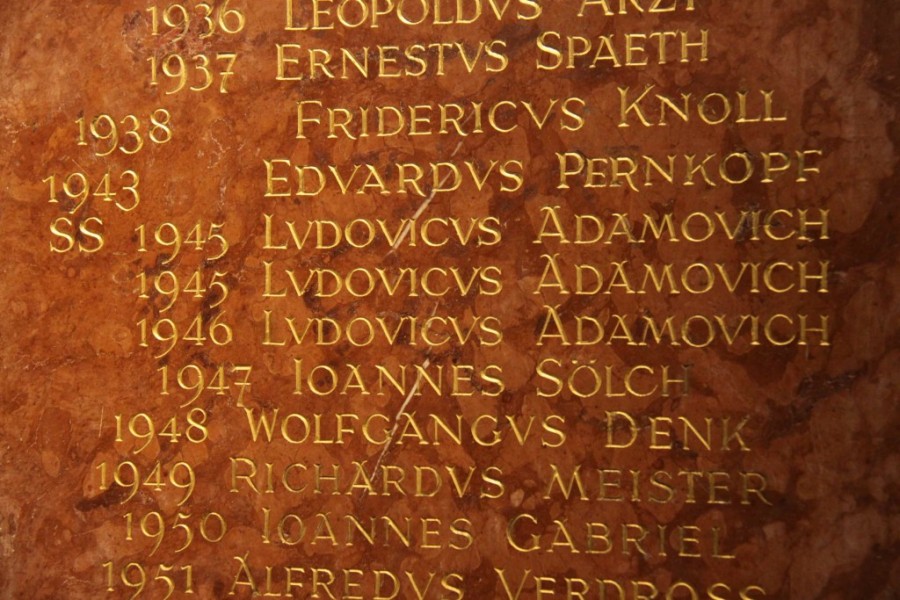 1936 LEOPOLDVS ARZT
1937 ERNESTVS SPAETH
1938 FRIDERICVS KNOLL
1943 EDVARDVS PERNKOPF
SS 1945 LVDOVICVS ADAMOVICH
1945 LVDOVICVS ADAMOVICH
1946 LVDOVICVS ADAMOVICH
1947 IOANNES SÖLCH
1948 WOLFGANGVS DENK
1949 RICHARDVS MEISTER
1950 IOANNES GABRIEL
1951 ALFREDVS VERDROSS